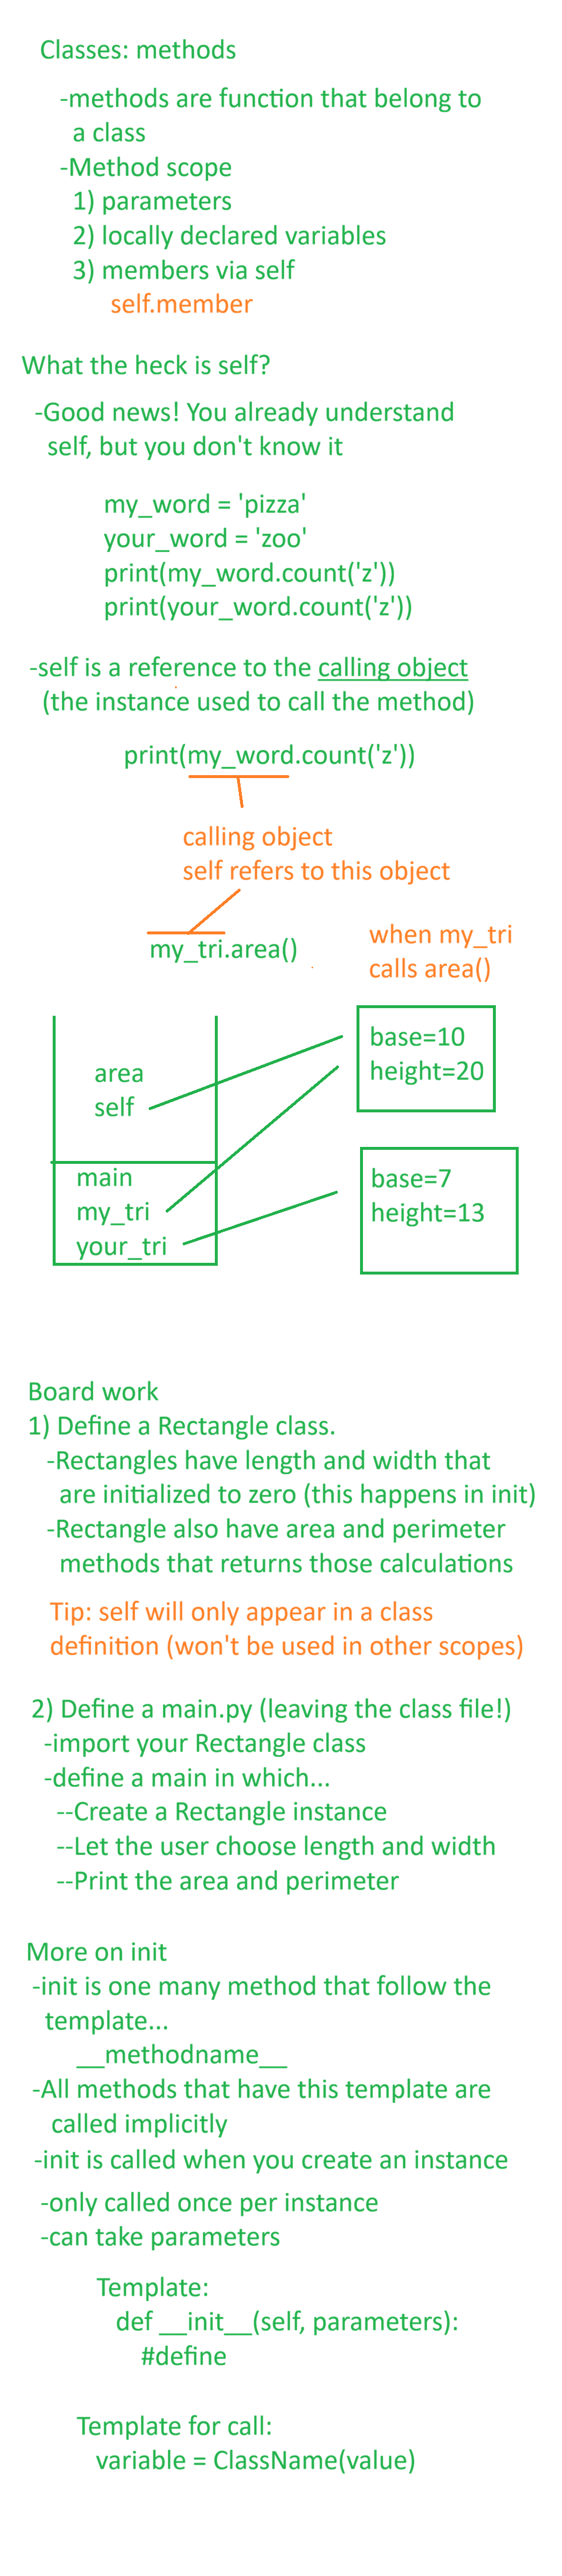 Classes: methods
-methods are function that belong to
a class
-Method scope
1) parameters
2) locally declared variables
3) members via self
self.member
What the heck is self?
-Good news! You already understand
self, but you don't know it
my_word = 'pizza'
your_word = 'zoo'
print(my_word.count('z'))
print(your_word.count('z'))
-self is a reference to the calling object
(the instance used to call the method)
print(my_word.count('z'))
calling object
self refers to this object
my_tri.area()
when my_tri
calls area()
area
self
main
my_tri
your_tri
base=10
height=20
base=7
height=13
Board work
1) Define a Rectangle class.
-Rectangles have length and width that
are initialized to zero (this happens in init)
-Rectangle also have area and perimeter
methods that returns those calculations
Tip: self will only appear in a class
definition (won't be used in other scopes)
2) Define a main.py (leaving the class file!)
-import your Rectangle class
-define a main in which...
--Create a Rectangle instance
--Let the user choose length and width
--Print the area and perimeter
More on init
-init is one many method that follow the
template...
__methodname__
-All methods that have this template are
called implicitly
-init is called when you create an instance
-only called once per instance
-can take parameters
Template:
def __init__(self, parameters):
#define
Template for call:
variable = ClassName(value)